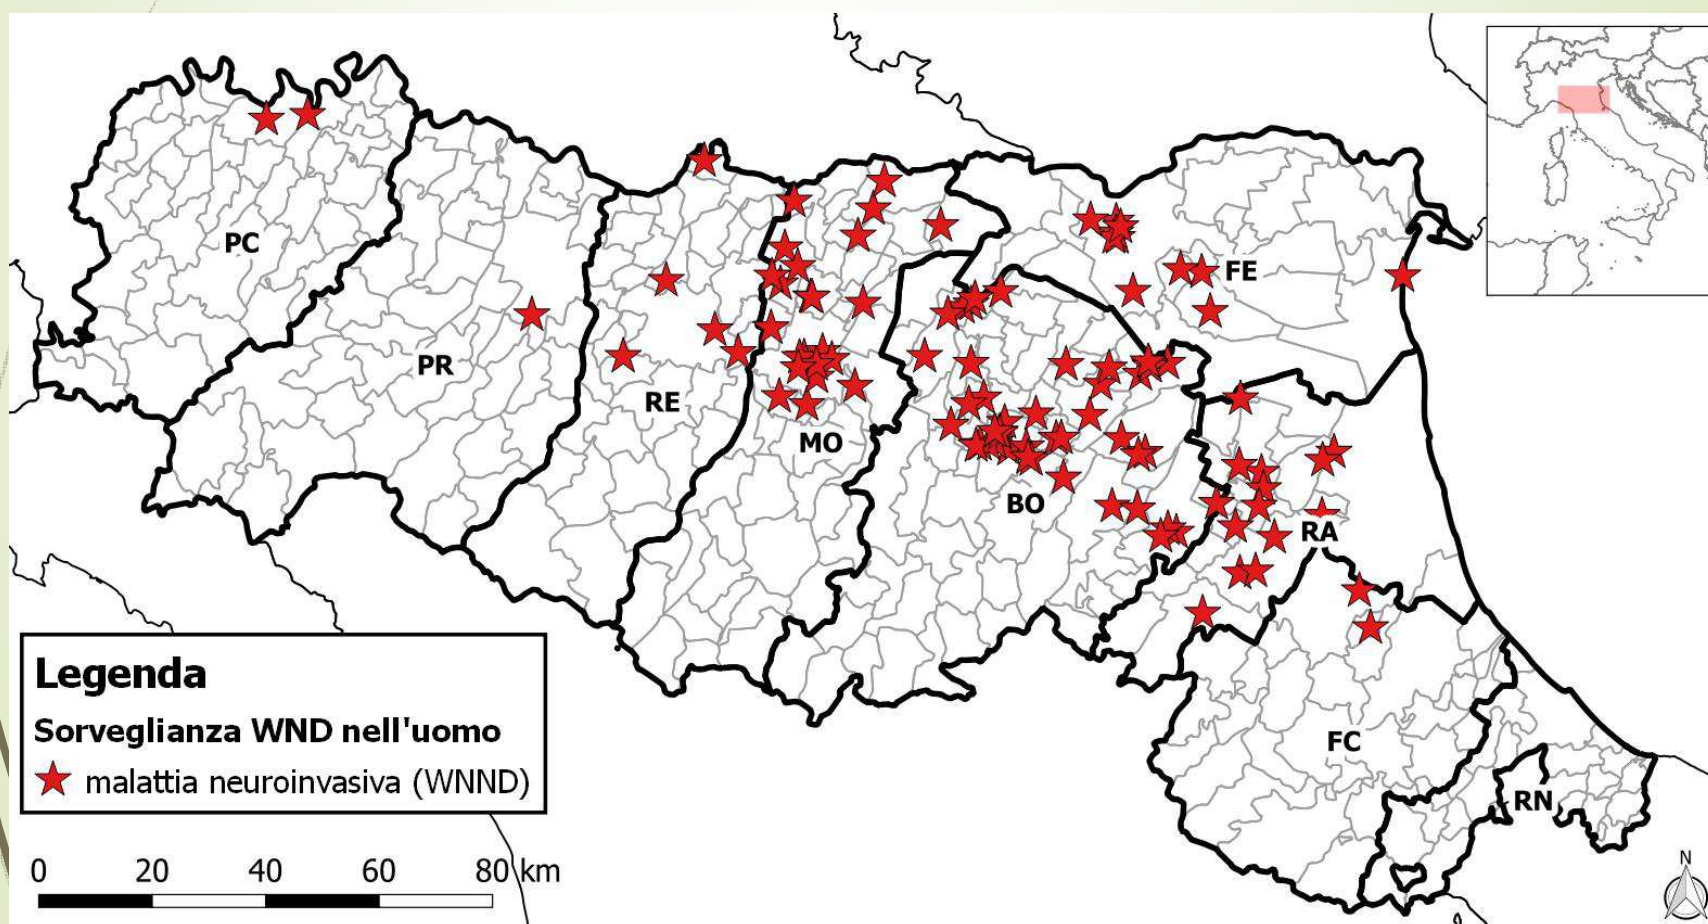 PC
PR
RE
MO
BO
FE
RA
FC
RN
Legenda
Sorveglianza WND nell'uomo
malattia neuroinvasiva (WNND)
0 20 40 60 80 km
N